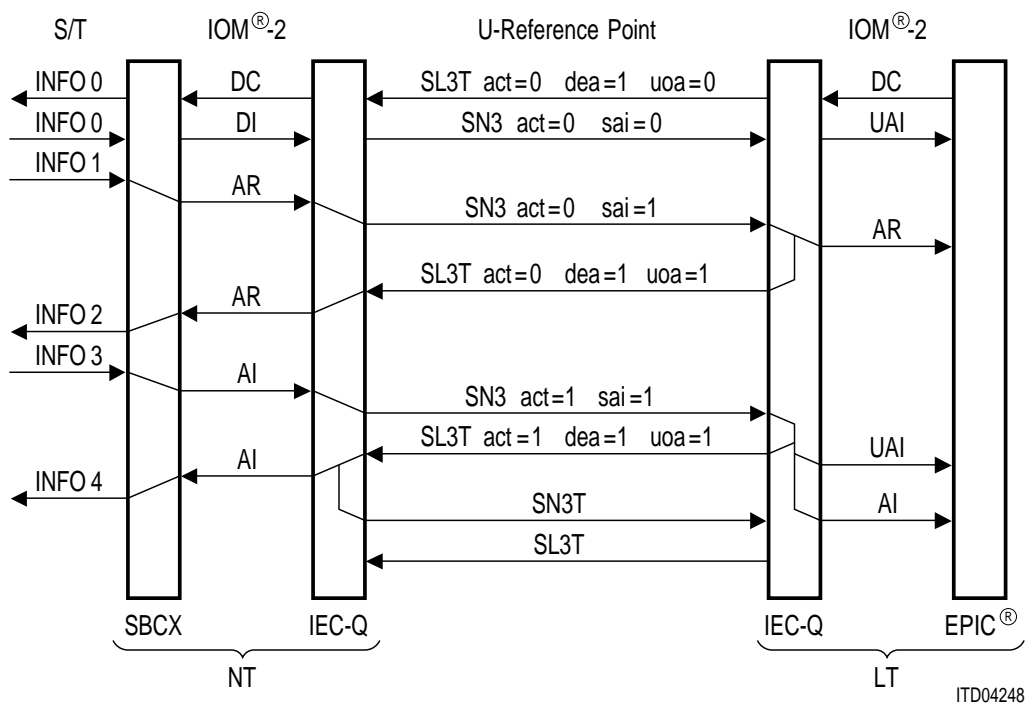 S/T IOM®-2 U-Reference Point IOM®-2
INFO 0 DC SL3T act=0 dea=1 uoa=0 DC
INFO 0 DI SN3 act=0 sai=0 UAI
INFO 1 AR SN3 act=0 sai=1 AR
INFO 2 AR SL3T act=0 dea=1 uoa=1
INFO 3 AI SN3 act=1 sai=1
SL3T act=1 dea=1 uoa=1 UAI
INFO 4 AI SN3T AI
SL3T
SBCX IEC-Q IEC-Q EPIC®
NT LT
ITD04248